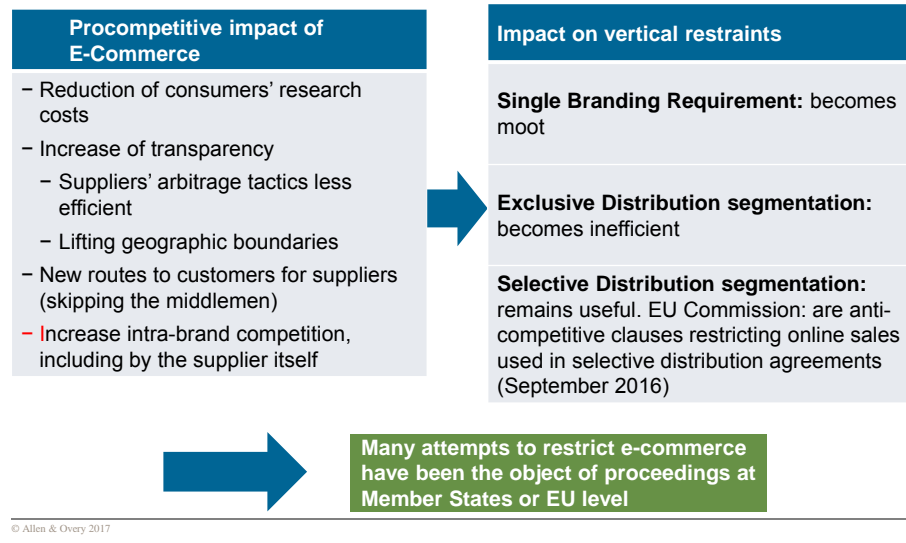 Procompetitive impact of
E-Commerce
− Reduction of consumers’ research
costs
− Increase of transparency
− Suppliers’ arbitrage tactics less
efficient
− Lifting geographic boundaries
− New routes to customers for suppliers
(skipping the middlemen)
− Increase intra-brand competition,
including by the supplier itself
Impact on vertical restraints
Single Branding Requirement: becomes
moot
Exclusive Distribution segmentation:
becomes inefficient
Selective Distribution segmentation:
remains useful. EU Commission: are anti-
competitive clauses restricting online sales
used in selective distribution agreements
(September 2016)
Many attempts to restrict e-commerce
have been the object of proceedings at
Member States or EU level
© Allen & Overy 2017